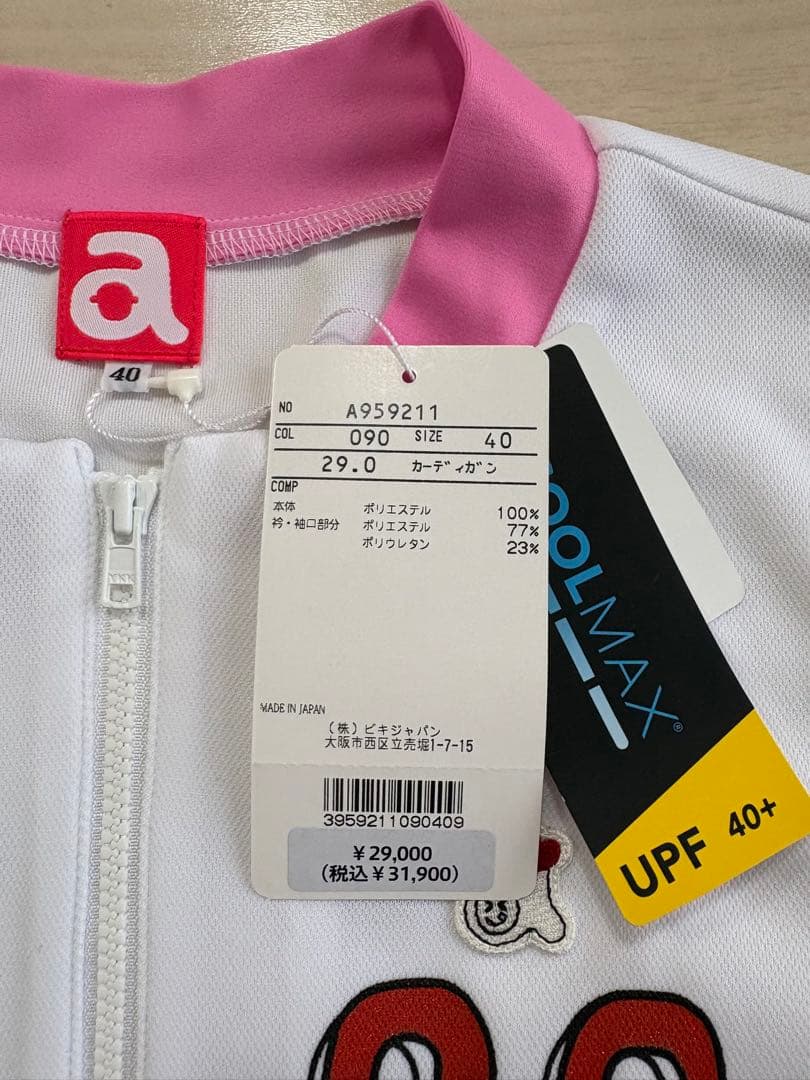 a
40
NO A959211
COL 090 SIZE 40
29.0 カーディガン
COMP
本体 ポリエステル 100%
衿・袖口部分 ポリエステル 77%
ポリウレタン 23%
MADE IN JAPAN
(株)ビキジャパン
大阪市西区立売堀1-7-15
3959211090409
¥29,000
(税込¥31,900)
COOLMAX®
UPF 40+
YKK